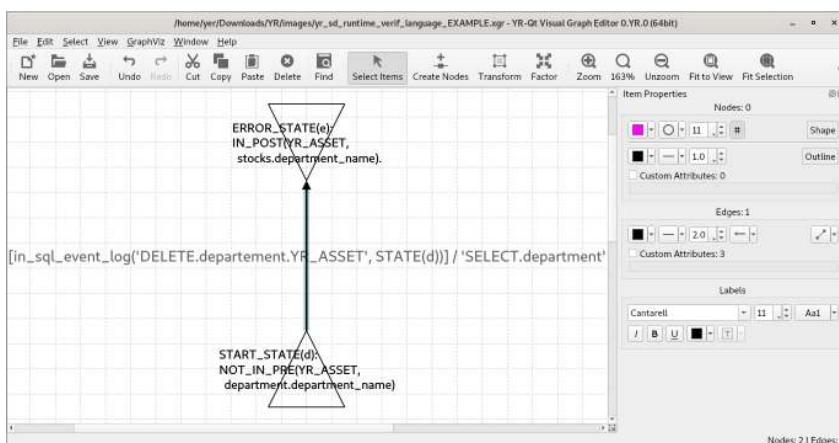 /home/yer/Downloads/YR/images/yr_sd_runtime_verif_language_EXAMPLE.xgr - YR-Qt Visual Graph Editor 0.YR.0 (64bit)
File Edit Select View GraphViz Window Help
New Open Save Undo Redo Cut Copy Paste Delete Find Select Items Create Nodes Transform Factor Zoom 163% Unzoom Fit to View Fit Selection
Item Properties
Nodes: 0
11 # Shape
1.0 Outline
Custom Attributes: 0
Edges: 1
2.0
Custom Attributes: 3
Labels
Cantarell 11 Aa1
I B U T
ERROR_STATE(e):
IN_POST(YR_ASSET,
stocks.department_name).
[in_sql_event_log('DELETE.departement.YR_ASSET', STATE(d))] / 'SELECT.department'
START_STATE(d):
NOT_IN_PRE(YR_ASSET,
department.department_name)
Nodes: 2 | Edges: